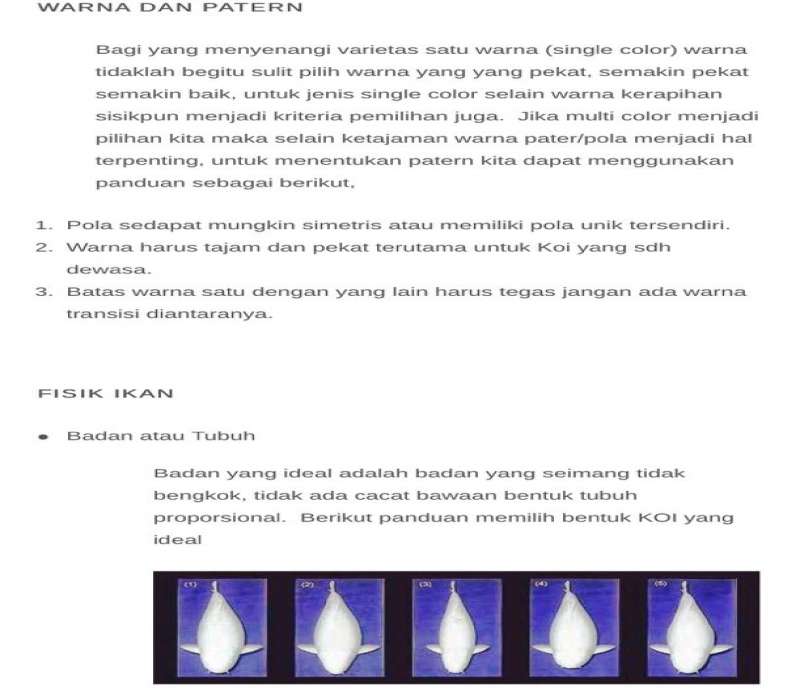 WARNA DAN PATERN
Bagi yang menyenangi varietas satu warna (single color) warna
tidaklah begitu sulit pilih warna yang yang pekat, semakin pekat
semakin baik, untuk jenis single color selain warna kerapihan
sisikpun menjadi kriteria pemilihan juga.  Jika multi color menjadi
pilihan kita maka selain ketajaman warna pater/pola menjadi hal
terpenting, untuk menentukan patern kita dapat menggunakan
panduan sebagai berikut,
1. Pola sedapat mungkin simetris atau memiliki pola unik tersendiri.
2. Warna harus tajam dan pekat terutama untuk Koi yang sdh
dewasa.
3. Batas warna satu dengan yang lain harus tegas jangan ada warna
transisi diantaranya.
FISIK IKAN
• Badan atau Tubuh
Badan yang ideal adalah badan yang seimang tidak
bengkok, tidak ada cacat bawaan bentuk tubuh
proporsional.  Berikut panduan memilih bentuk KOI yang
ideal
(1) (2) (3) (4) (5)